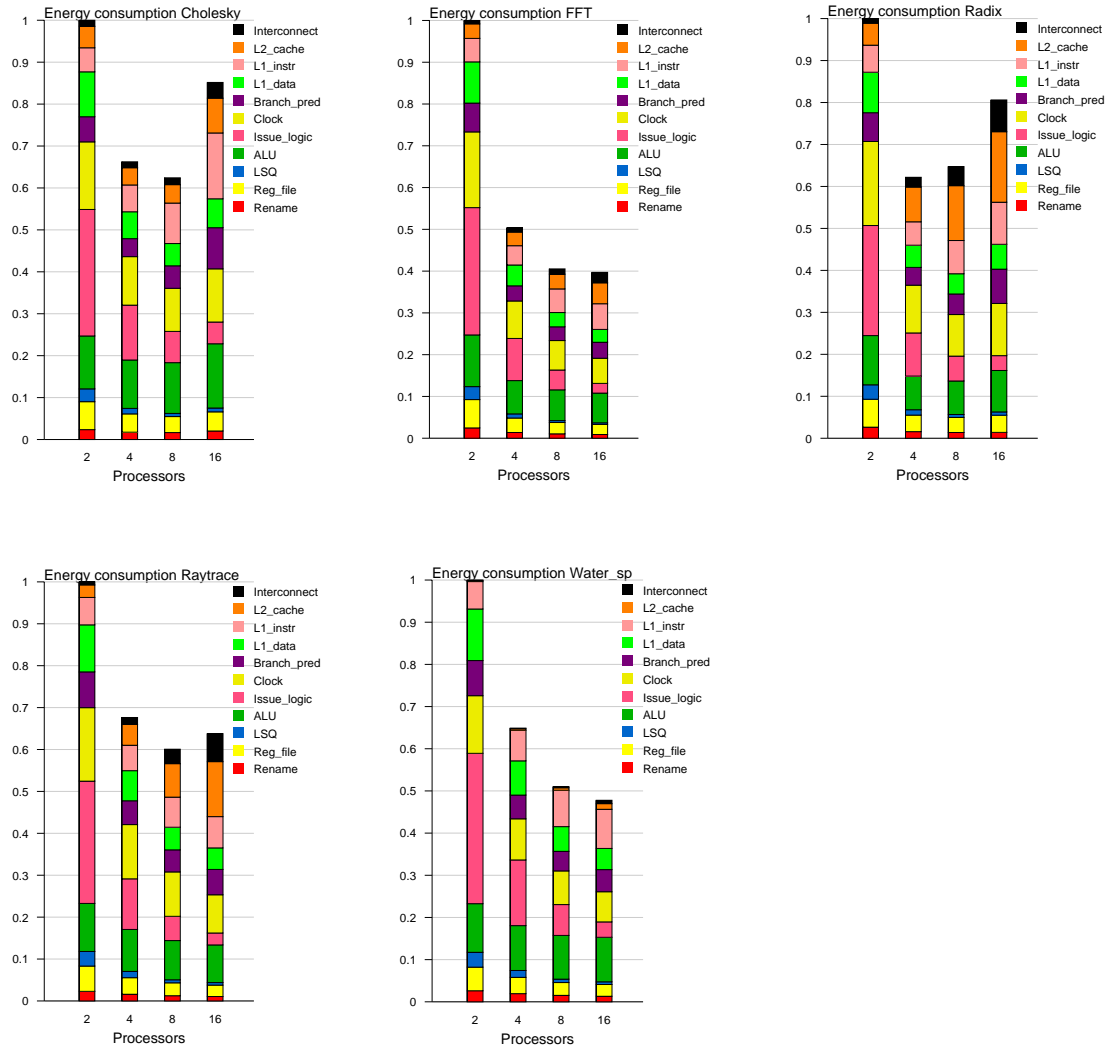 Energy consumption Cholesky
1
0.9
0.8
0.7
0.6
0.5
0.4
0.3
0.2
0.1
0
Interconnect
L2_cache
L1_instr
L1_data
Branch_pred
Clock
Issue_logic
ALU
LSQ
Reg_file
Rename
2 4 8 16
Processors
Energy consumption FFT
1
0.9
0.8
0.7
0.6
0.5
0.4
0.3
0.2
0.1
0
Interconnect
L2_cache
L1_instr
L1_data
Branch_pred
Clock
Issue_logic
ALU
LSQ
Reg_file
Rename
2 4 8 16
Processors
Energy consumption Radix
1
0.9
0.8
0.7
0.6
0.5
0.4
0.3
0.2
0.1
0
Interconnect
L2_cache
L1_instr
L1_data
Branch_pred
Clock
Issue_logic
ALU
LSQ
Reg_file
Rename
2 4 8 16
Processors
Energy consumption Raytrace
1
0.9
0.8
0.7
0.6
0.5
0.4
0.3
0.2
0.1
0
Interconnect
L2_cache
L1_instr
L1_data
Branch_pred
Clock
Issue_logic
ALU
LSQ
Reg_file
Rename
2 4 8 16
Processors
Energy consumption Water_sp
1
0.9
0.8
0.7
0.6
0.5
0.4
0.3
0.2
0.1
0
Interconnect
L2_cache
L1_instr
L1_data
Branch_pred
Clock
Issue_logic
ALU
LSQ
Reg_file
Rename
2 4 8 16
Processors